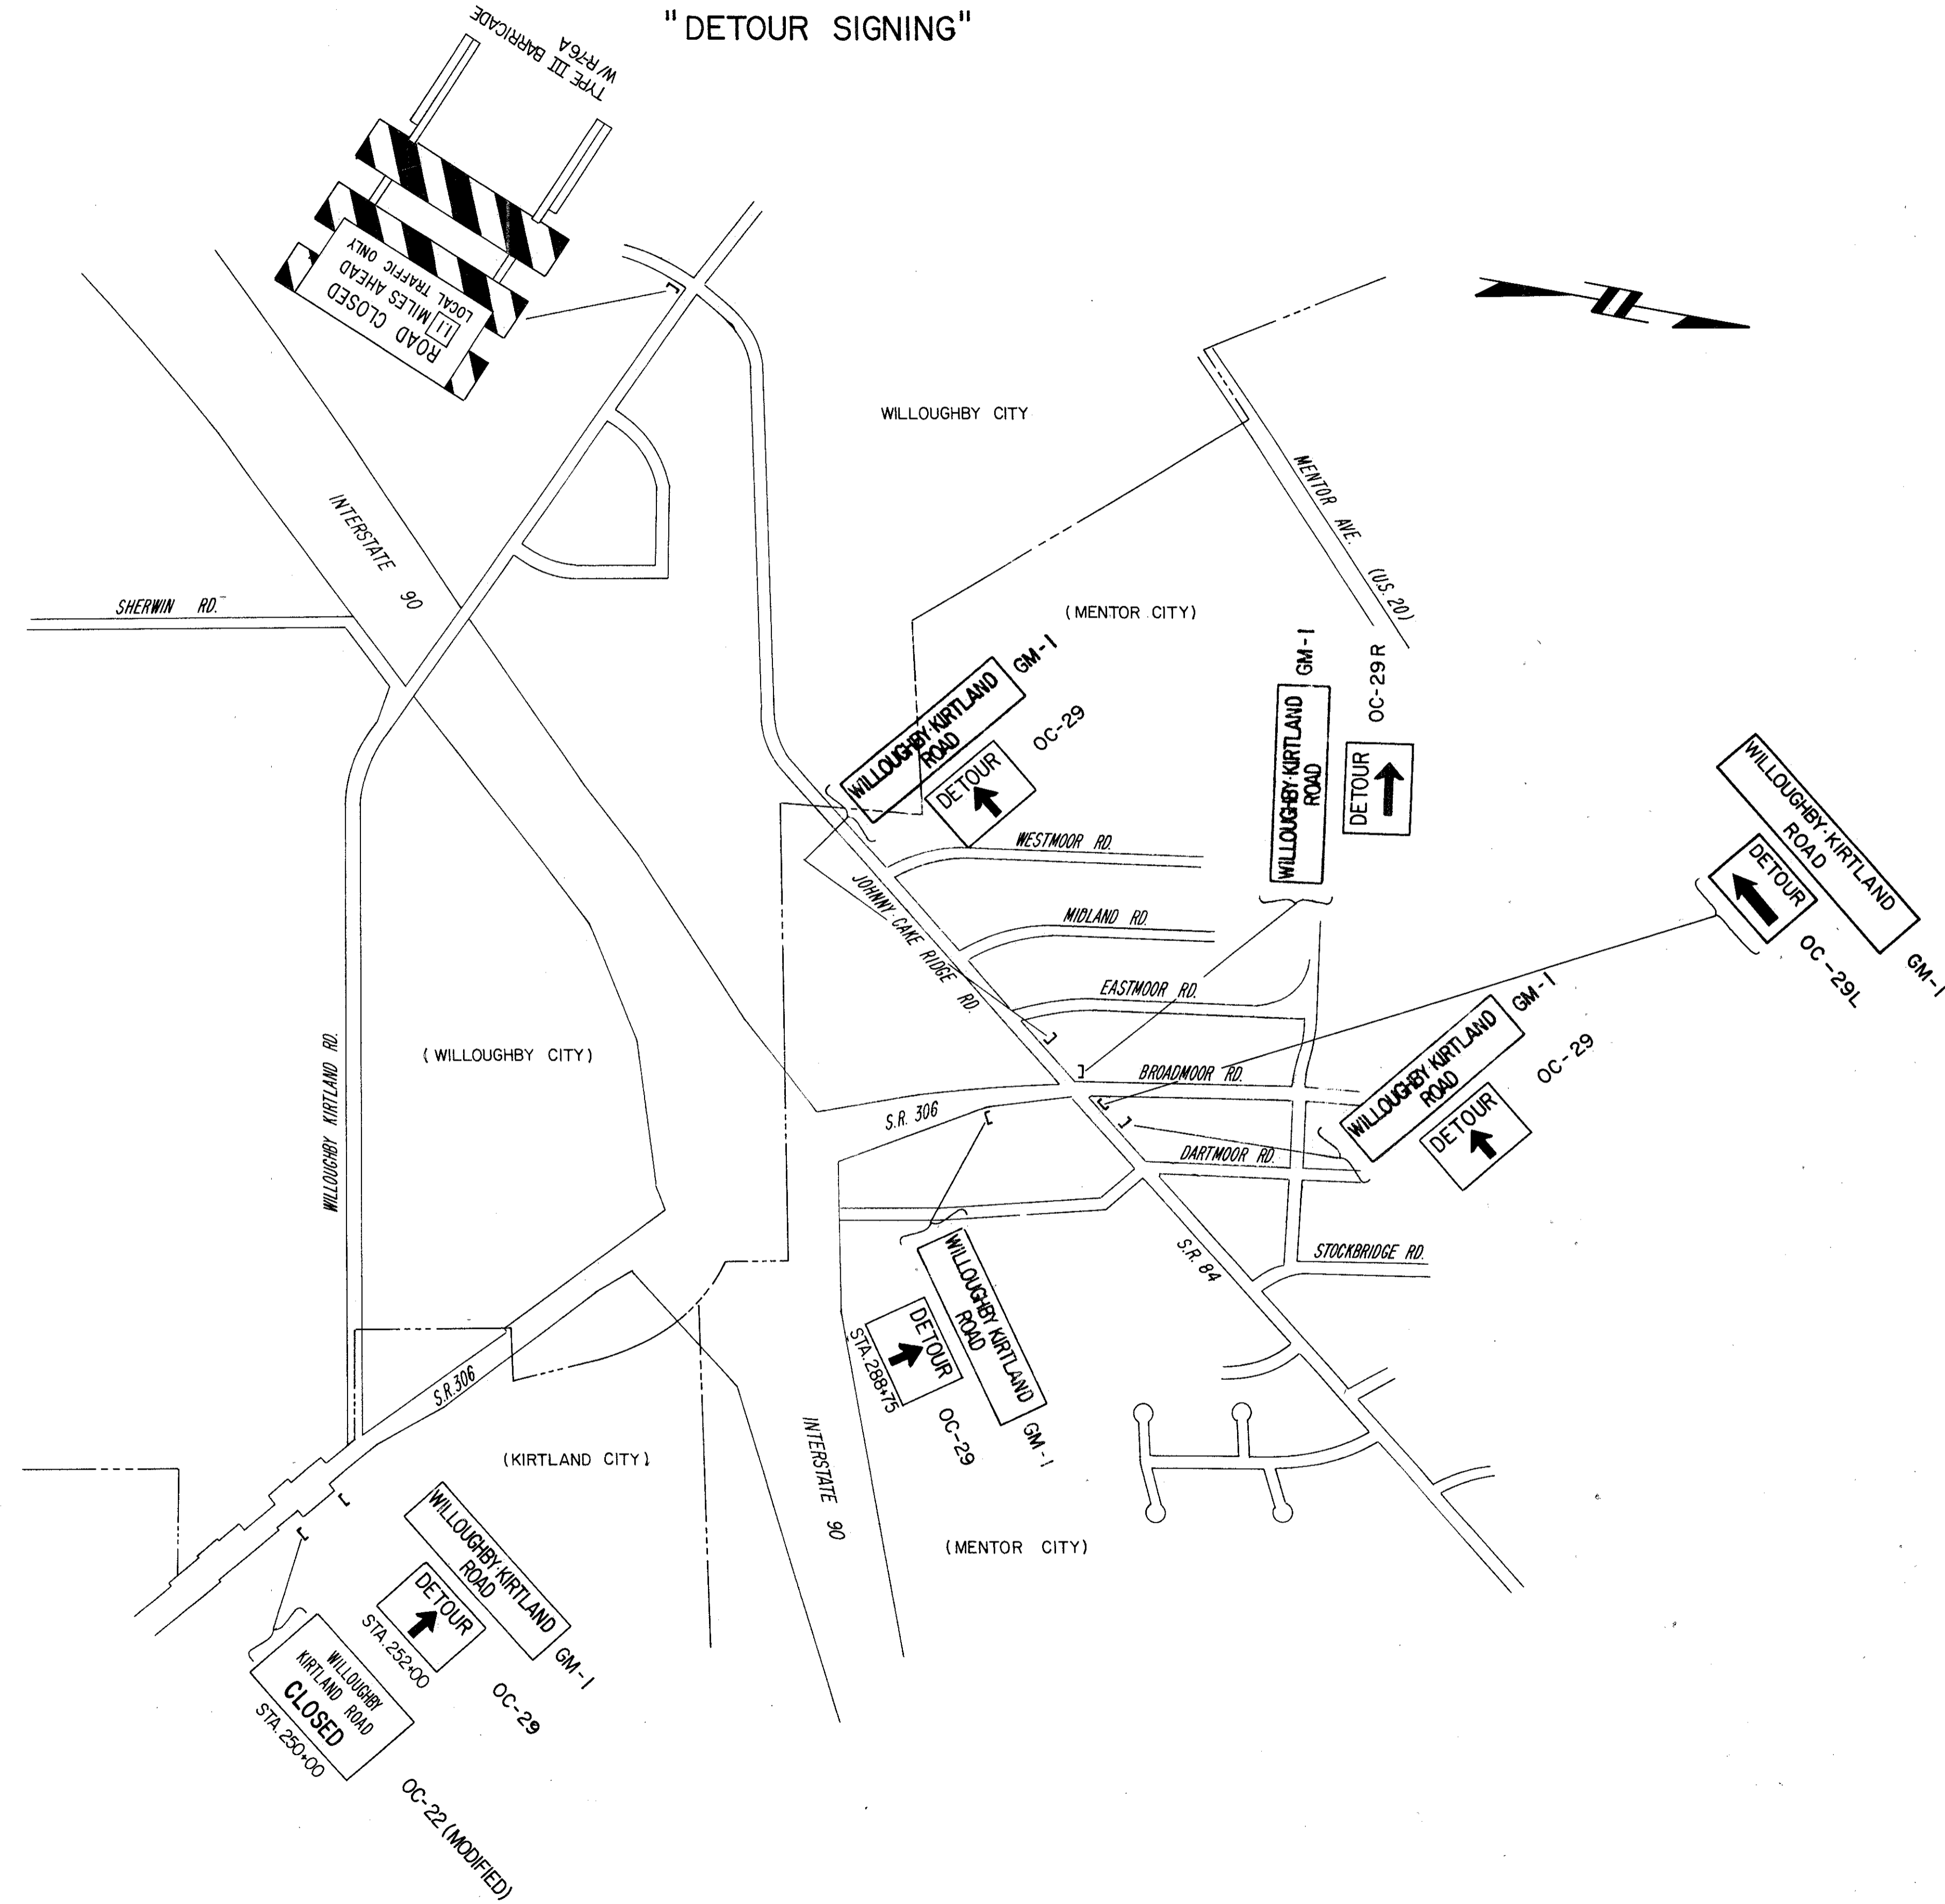 "DETOUR SIGNING"
TYPE III BARRICADE
W/ R-76A
ROAD CLOSED
1.1 MILES AHEAD
LOCAL TRAFFIC ONLY
WILLOUGHBY CITY
MENTOR AVE. (U.S. 20)
INTERSTATE 90
SHERWIN RD.
(MENTOR CITY)
WILLOUGHBY·KIRTLAND
ROAD
GM-1
DETOUR
OC-29
WILLOUGHBY·KIRTLAND
ROAD
GM-1
DETOUR
OC-29R
WILLOUGHBY·KIRTLAND
ROAD
GM-1
DETOUR
OC-29L
WESTMOOR RD.
JOHNNY CAKE RIDGE RD.
MIDLAND RD.
EASTMOOR RD.
BROADMOOR RD.
WILLOUGHBY·KIRTLAND
ROAD
GM-1
DETOUR
OC-29
WILLOUGHBY KIRTLAND RD.
(WILLOUGHBY CITY)
S.R. 306
DARTMOOR RD.
S.R. 84
STOCKBRIDGE RD.
WILLOUGHBY KIRTLAND
ROAD
GM-1
DETOUR
STA. 288+75
OC-29
S.R. 306
(KIRTLAND CITY)
INTERSTATE 90
(MENTOR CITY)
WILLOUGHBY·KIRTLAND
ROAD
GM-1
DETOUR
STA. 252+00
OC-29
WILLOUGHBY
KIRTLAND ROAD
CLOSED
STA. 250+00
OC-22 (MODIFIED)